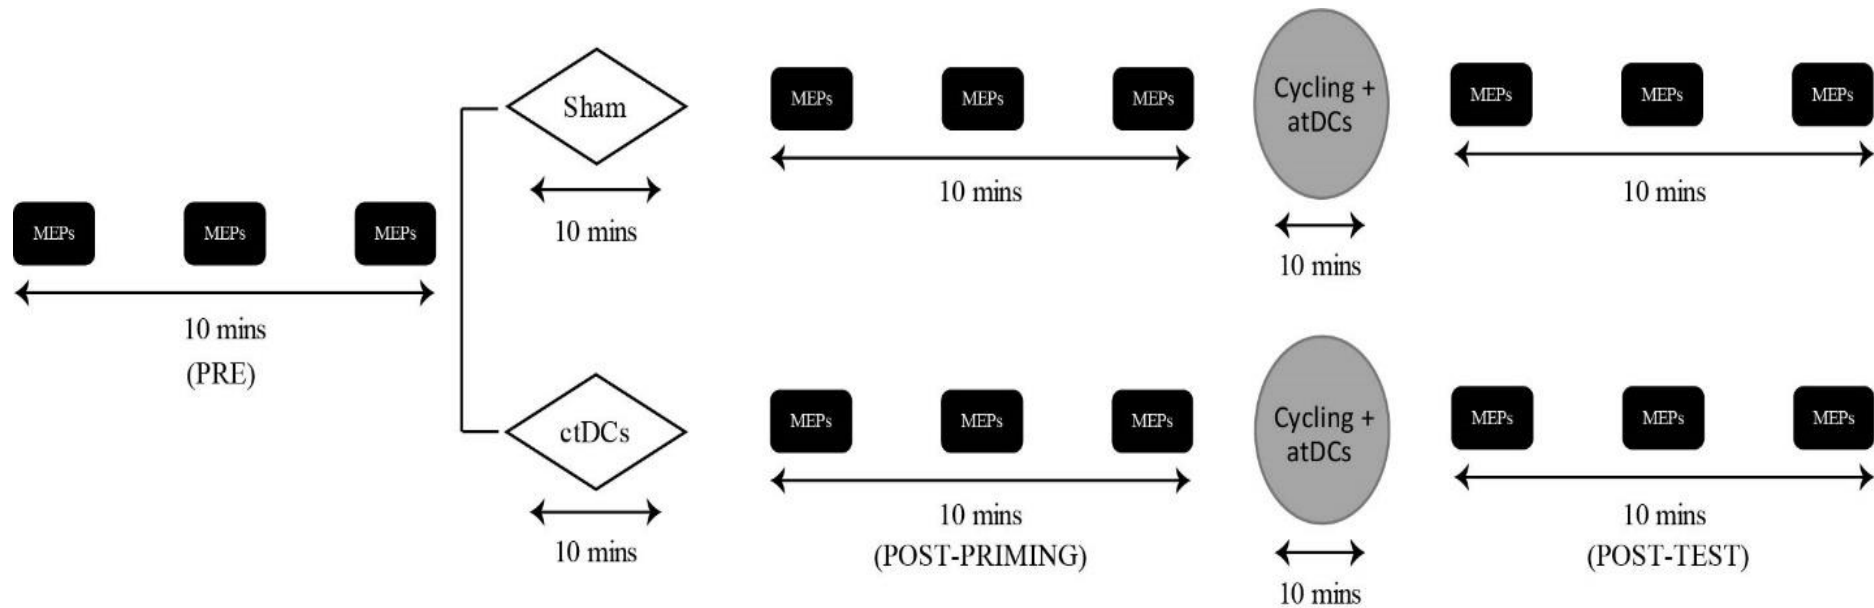 MEPs MEPs MEPs
10 mins
(PRE)
Sham
10 mins
MEPs MEPs MEPs
10 mins
Cycling +
atDCs
10 mins
MEPs MEPs MEPs
10 mins
ctDCs
10 mins
MEPs MEPs MEPs
10 mins
(POST-PRIMING)
Cycling +
atDCs
10 mins
MEPs MEPs MEPs
10 mins
(POST-TEST)